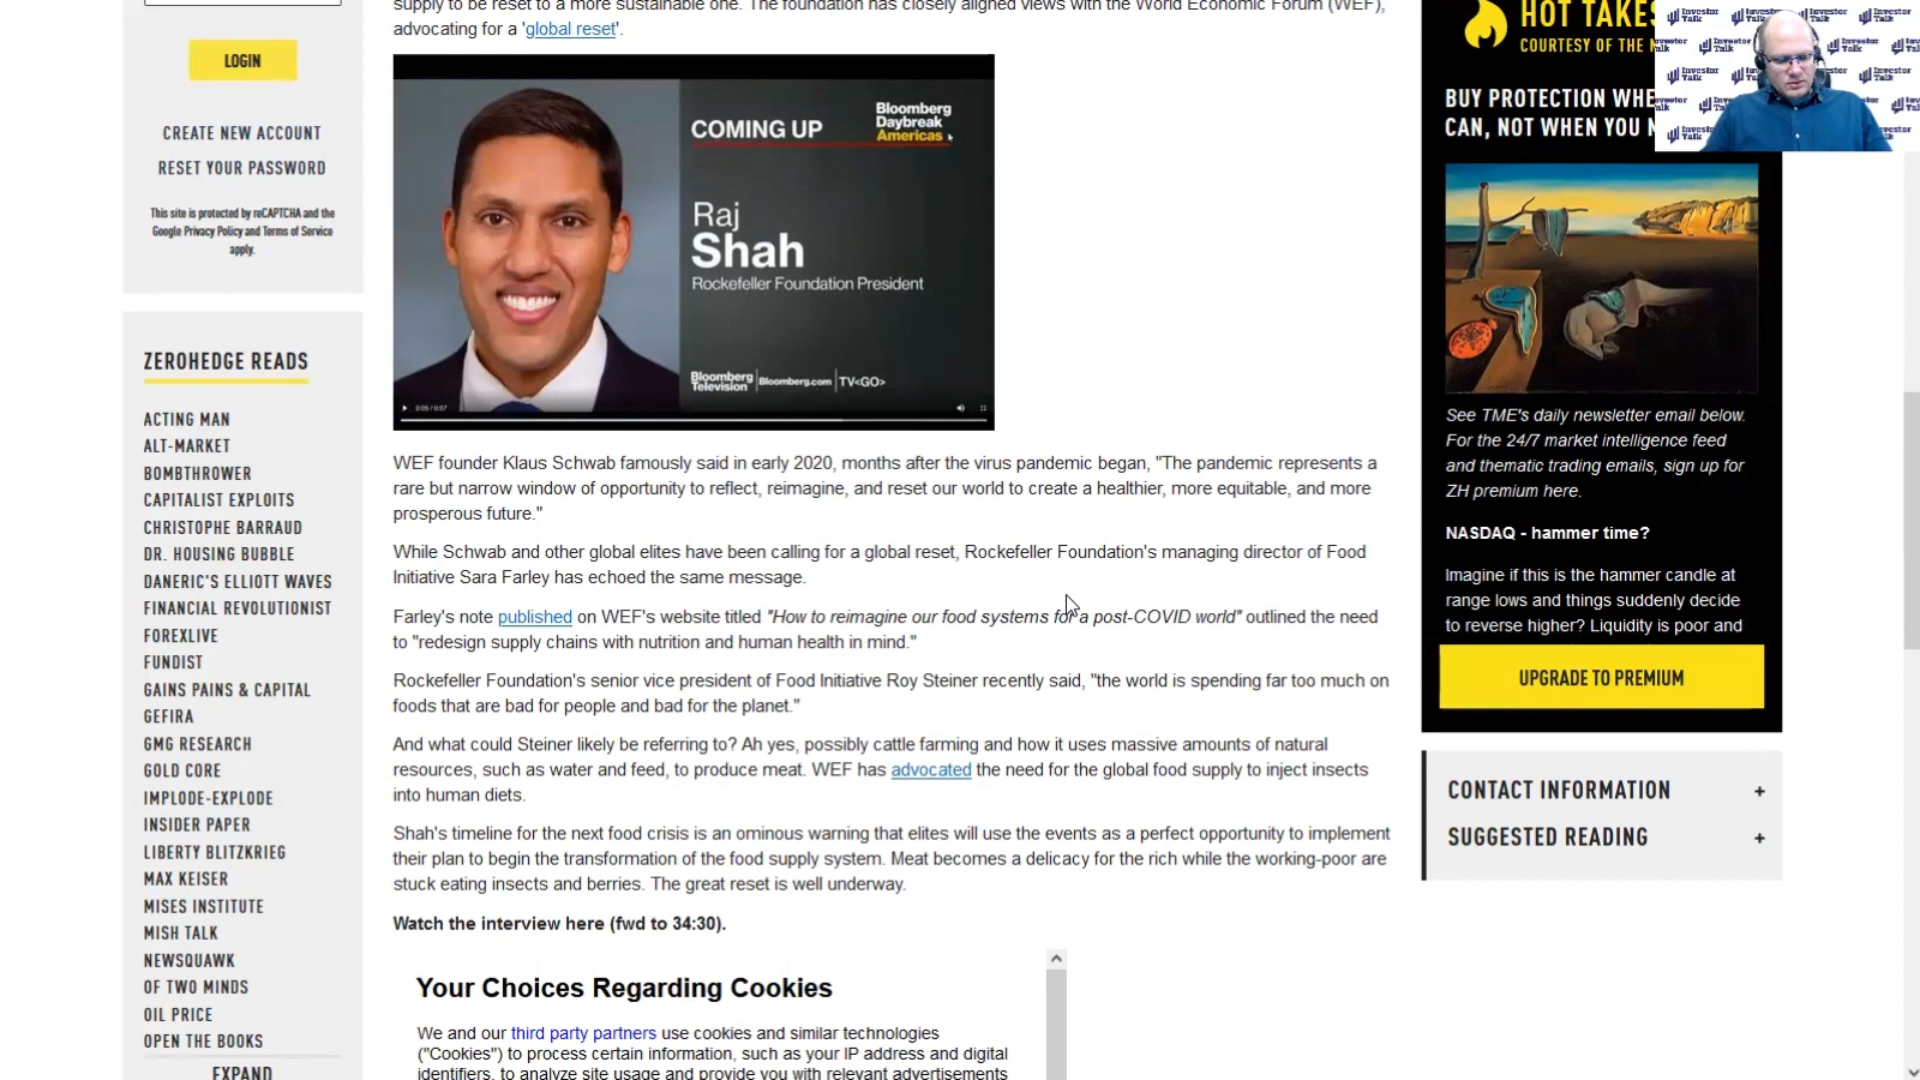 supply to be reset to a more sustainable one. The foundation has closely aligned views with the World Economic Forum (WEF),
advocating for a 'global reset'.
LOGIN
CREATE NEW ACCOUNT
RESET YOUR PASSWORD
This site is protected by reCAPTCHA and the
Google Privacy Policy and Terms of Service
apply.
ZEROHEDGE READS
ACTING MAN
ALT-MARKET
BOMBTHROWER
CAPITALIST EXPLOITS
CHRISTOPHE BARRAUD
DR. HOUSING BUBBLE
DANERIC'S ELLIOTT WAVES
FINANCIAL REVOLUTIONIST
FOREXLIVE
FUNDIST
GAINS PAINS & CAPITAL
GEFIRA
GMG RESEARCH
GOLD CORE
IMPLODE-EXPLODE
INSIDER PAPER
LIBERTY BLITZKRIEG
MAX KEISER
MISES INSTITUTE
MISH TALK
NEWSQUAWK
OF TWO MINDS
OIL PRICE
OPEN THE BOOKS
EXPAND
COMING UP
Bloomberg
Daybreak
Americas
Raj
Shah
Rockefeller Foundation President
Bloomberg
Television
Bloomberg.com
TV<GO>
0:05 / 0:07
WEF founder Klaus Schwab famously said in early 2020, months after the virus pandemic began, "The pandemic represents a
rare but narrow window of opportunity to reflect, reimagine, and reset our world to create a healthier, more equitable, and more
prosperous future."
While Schwab and other global elites have been calling for a global reset, Rockefeller Foundation's managing director of Food
Initiative Sara Farley has echoed the same message.
Farley's note published on WEF's website titled "How to reimagine our food systems for a post-COVID world" outlined the need
to "redesign supply chains with nutrition and human health in mind."
Rockefeller Foundation's senior vice president of Food Initiative Roy Steiner recently said, "the world is spending far too much on
foods that are bad for people and bad for the planet."
And what could Steiner likely be referring to? Ah yes, possibly cattle farming and how it uses massive amounts of natural
resources, such as water and feed, to produce meat. WEF has advocated the need for the global food supply to inject insects
into human diets.
Shah's timeline for the next food crisis is an ominous warning that elites will use the events as a perfect opportunity to implement
their plan to begin the transformation of the food supply system. Meat becomes a delicacy for the rich while the working-poor are
stuck eating insects and berries. The great reset is well underway.
Watch the interview here (fwd to 34:30).
Your Choices Regarding Cookies
We and our third party partners use cookies and similar technologies
("Cookies") to process certain information, such as your IP address and digital
identifiers, to analyze site usage and provide you with relevant advertisements
HOT TAKES
COURTESY OF THE
BUY PROTECTION WHE
CAN, NOT WHEN YOU
Investor Talk
See TME's daily newsletter email below.
For the 24/7 market intelligence feed
and thematic trading emails, sign up for
ZH premium here.
NASDAQ - hammer time?
Imagine if this is the hammer candle at
range lows and things suddenly decide
to reverse higher? Liquidity is poor and
UPGRADE TO PREMIUM
CONTACT INFORMATION +
SUGGESTED READING +